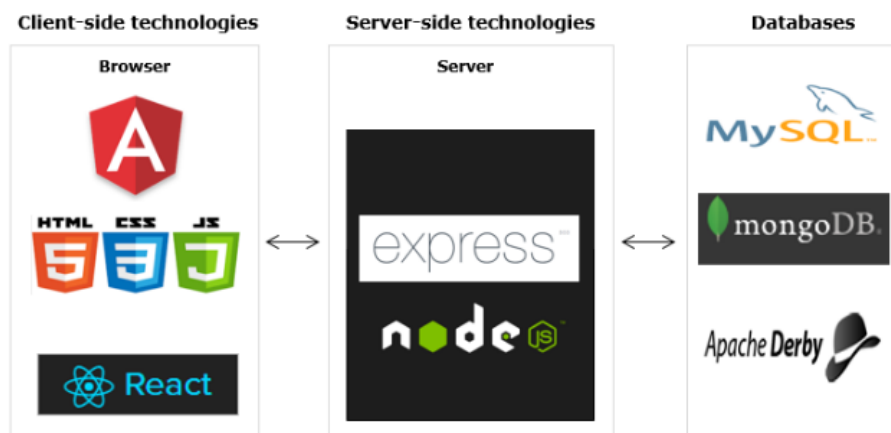 Client-side technologies
Server-side technologies
Databases
Browser
A
HTML CSS JS
5 3 J
React
Server
express
node JS
MySQL™
mongoDB.
Apache Derby